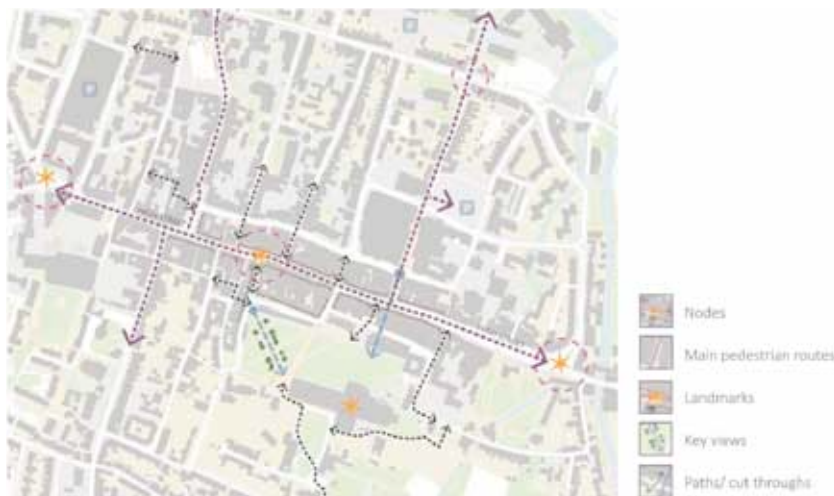 P
P
P
P
Nodes
Main pedestrian routes
Landmarks
Key views
Paths/ cut throughs